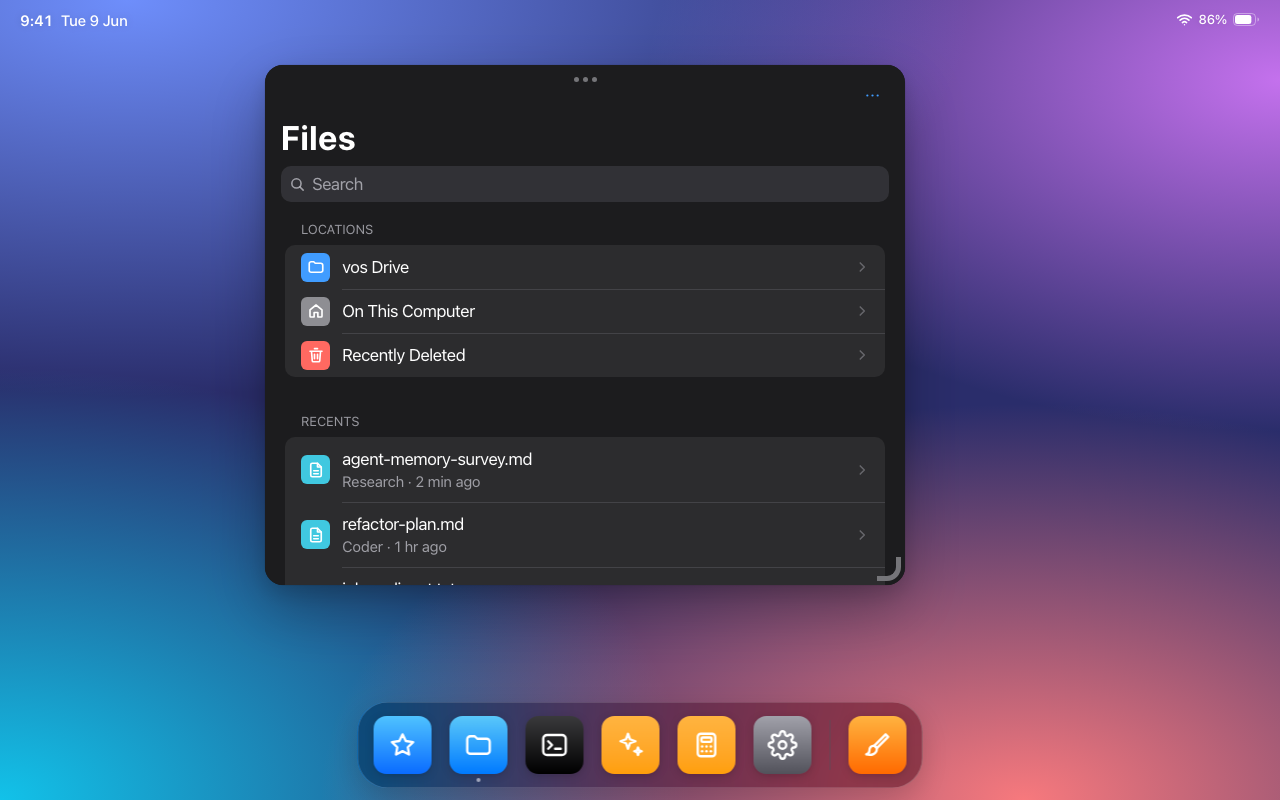 9:41 Tue 9 Jun
86%
Files
Search
LOCATIONS
vos Drive
On This Computer
Recently Deleted
RECENTS
agent-memory-survey.md
Research · 2 min ago
refactor-plan.md
Coder · 1 hr ago